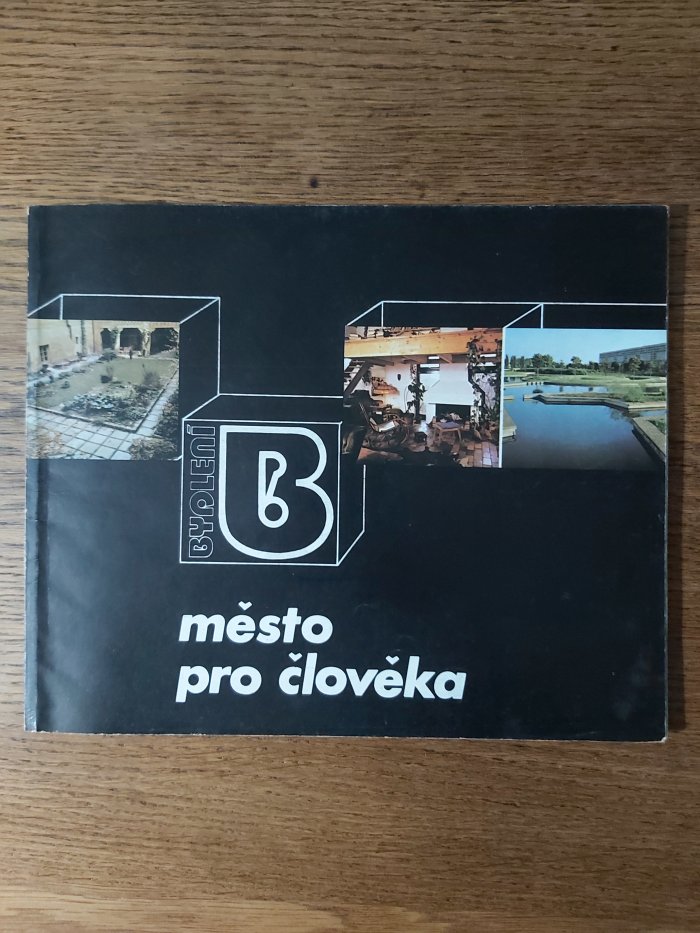 BYDLENÍ
B
město
pro člověka